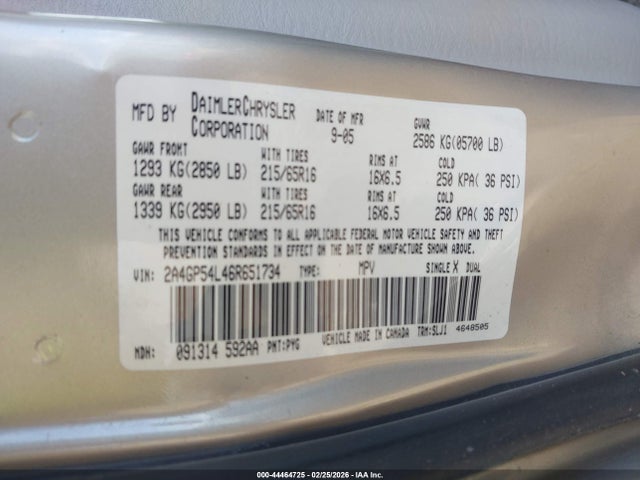 MFD BY DAIMLERCHRYSLER CORPORATION DATE OF MFR 9-05 GVWR 2586 KG(05700 LB)
GAWR FRONT WITH TIRES RIMS AT COLD
1293 KG(2850 LB) 215/65R16 16X6.5 250 KPA( 36 PSI)
GAWR REAR WITH TIRES RIMS AT COLD
1339 KG(2950 LB) 215/65R16 16X6.5 250 KPA( 36 PSI)
THIS VEHICLE CONFORMS TO ALL APPLICABLE FEDERAL MOTOR VEHICLE SAFETY AND THEFT
PREVENTION STANDARDS IN EFFECT ON THE DATE OF MANUFACTURE SHOWN ABOVE.
VIN: 2A4GP54L46R651734 TYPE: MPV SINGLE X DUAL
MDH: 091314 592AA PNT:PYG VEHICLE MADE IN CANADA TRM:SLJ1 4648505
000-44464725 - 02/25/2026 - IAA Inc.